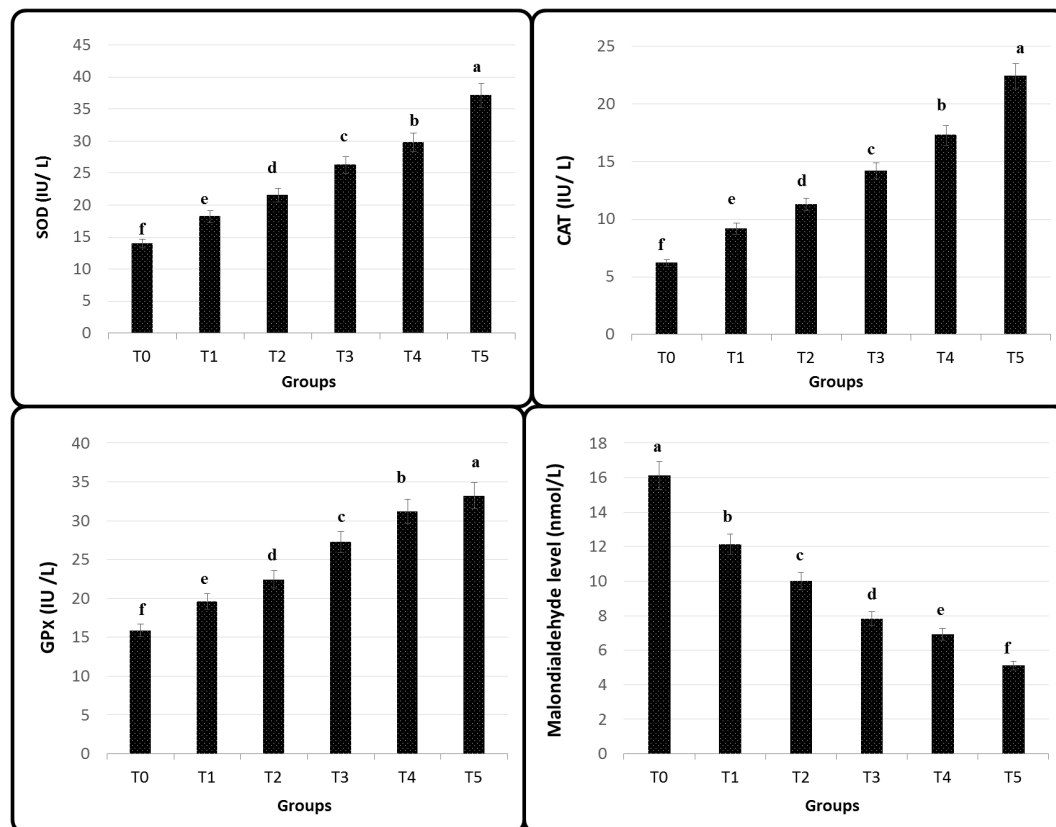 SOD (IU/ L)
45
40
35
30
25
20
15
10
5
0
f
e
d
c
b
a
T0 T1 T2 T3 T4 T5
Groups
CAT (IU/ L)
25
20
15
10
5
0
f
e
d
c
b
a
T0 T1 T2 T3 T4 T5
Groups
GPx (IU /L)
40
35
30
25
20
15
10
5
0
f
e
d
c
b
a
T0 T1 T2 T3 T4 T5
Groups
Malondialdehyde level (nmol/L)
18
16
14
12
10
8
6
4
2
0
a
b
c
d
e
f
T0 T1 T2 T3 T4 T5
Groups